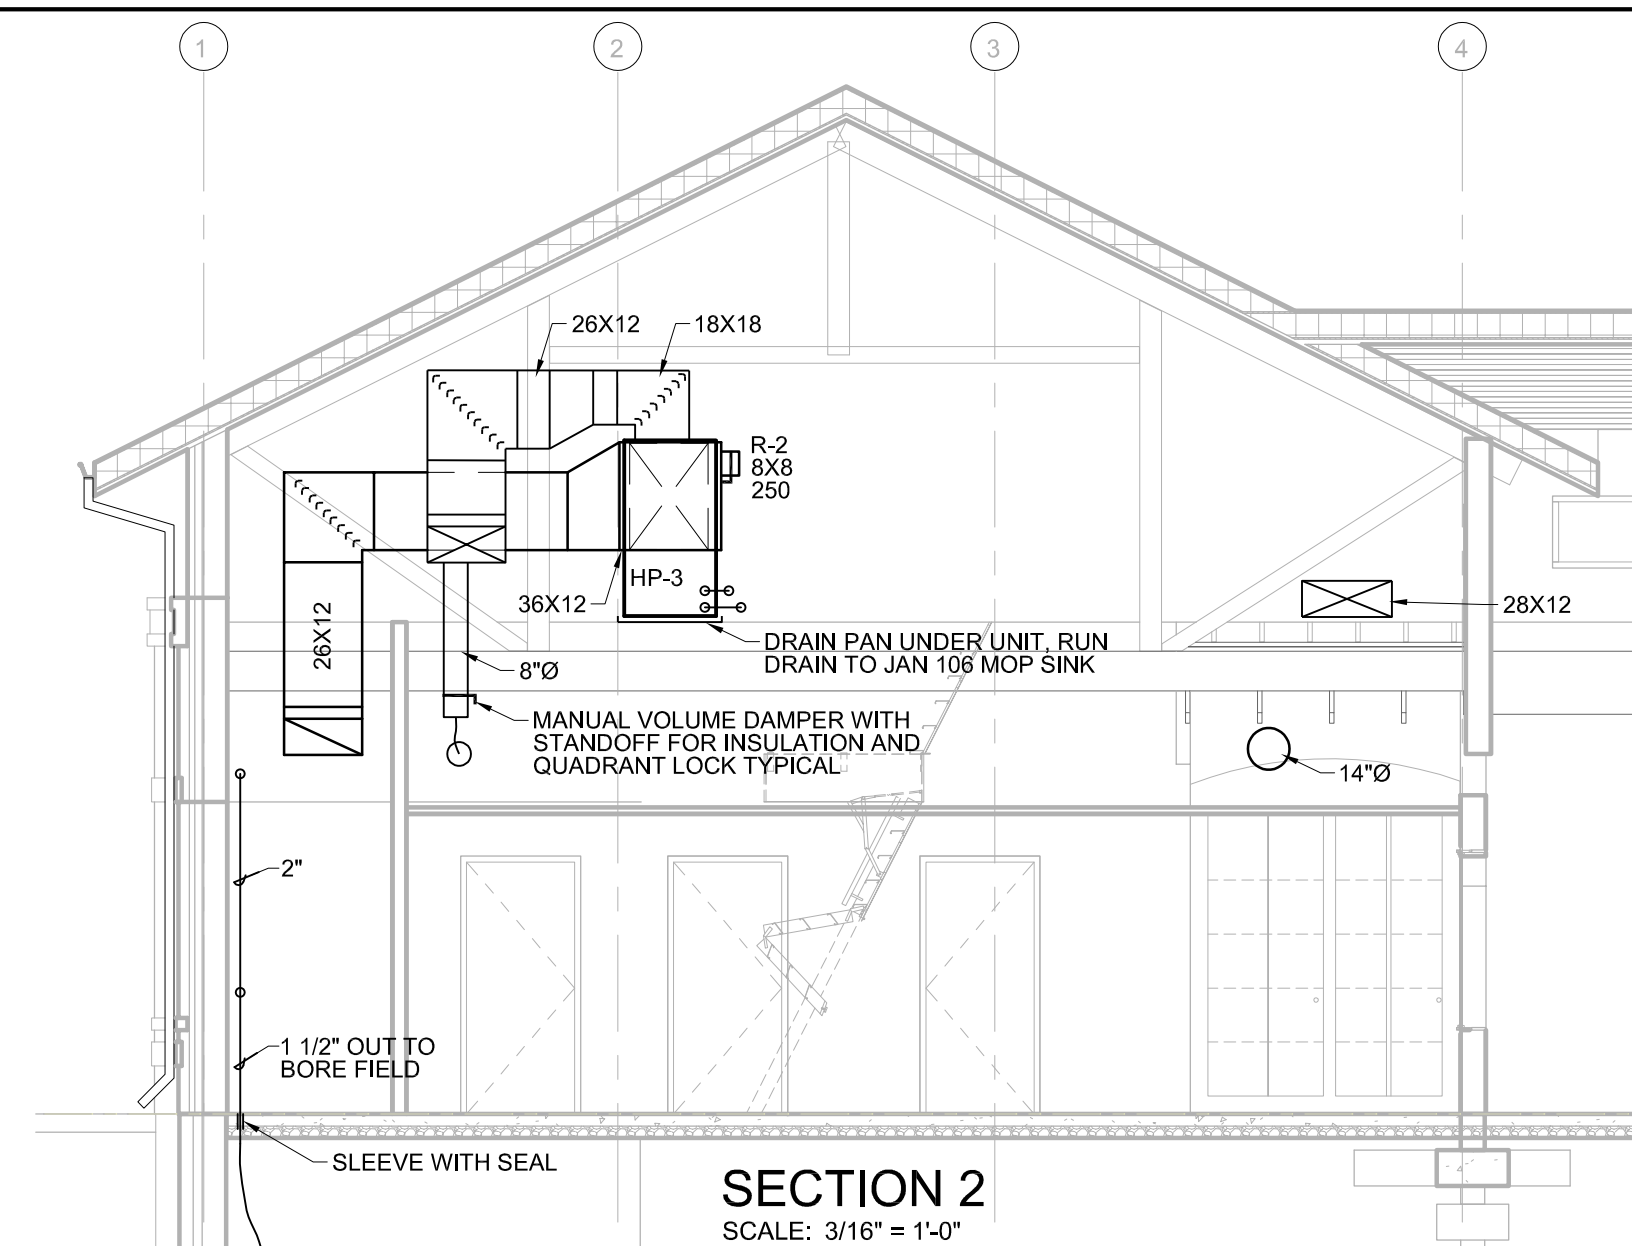 1
2
3
4
26X12
18X18
R-2
8X8
250
HP-3
36X12
26X12
28X12
DRAIN PAN UNDER UNIT, RUN
DRAIN TO JAN 106 MOP SINK
8"Ø
MANUAL VOLUME DAMPER WITH
STANDOFF FOR INSULATION AND
QUADRANT LOCK TYPICAL
14"Ø
2"
1 1/2" OUT TO
BORE FIELD
SLEEVE WITH SEAL
SECTION 2
SCALE: 3/16" = 1'-0"